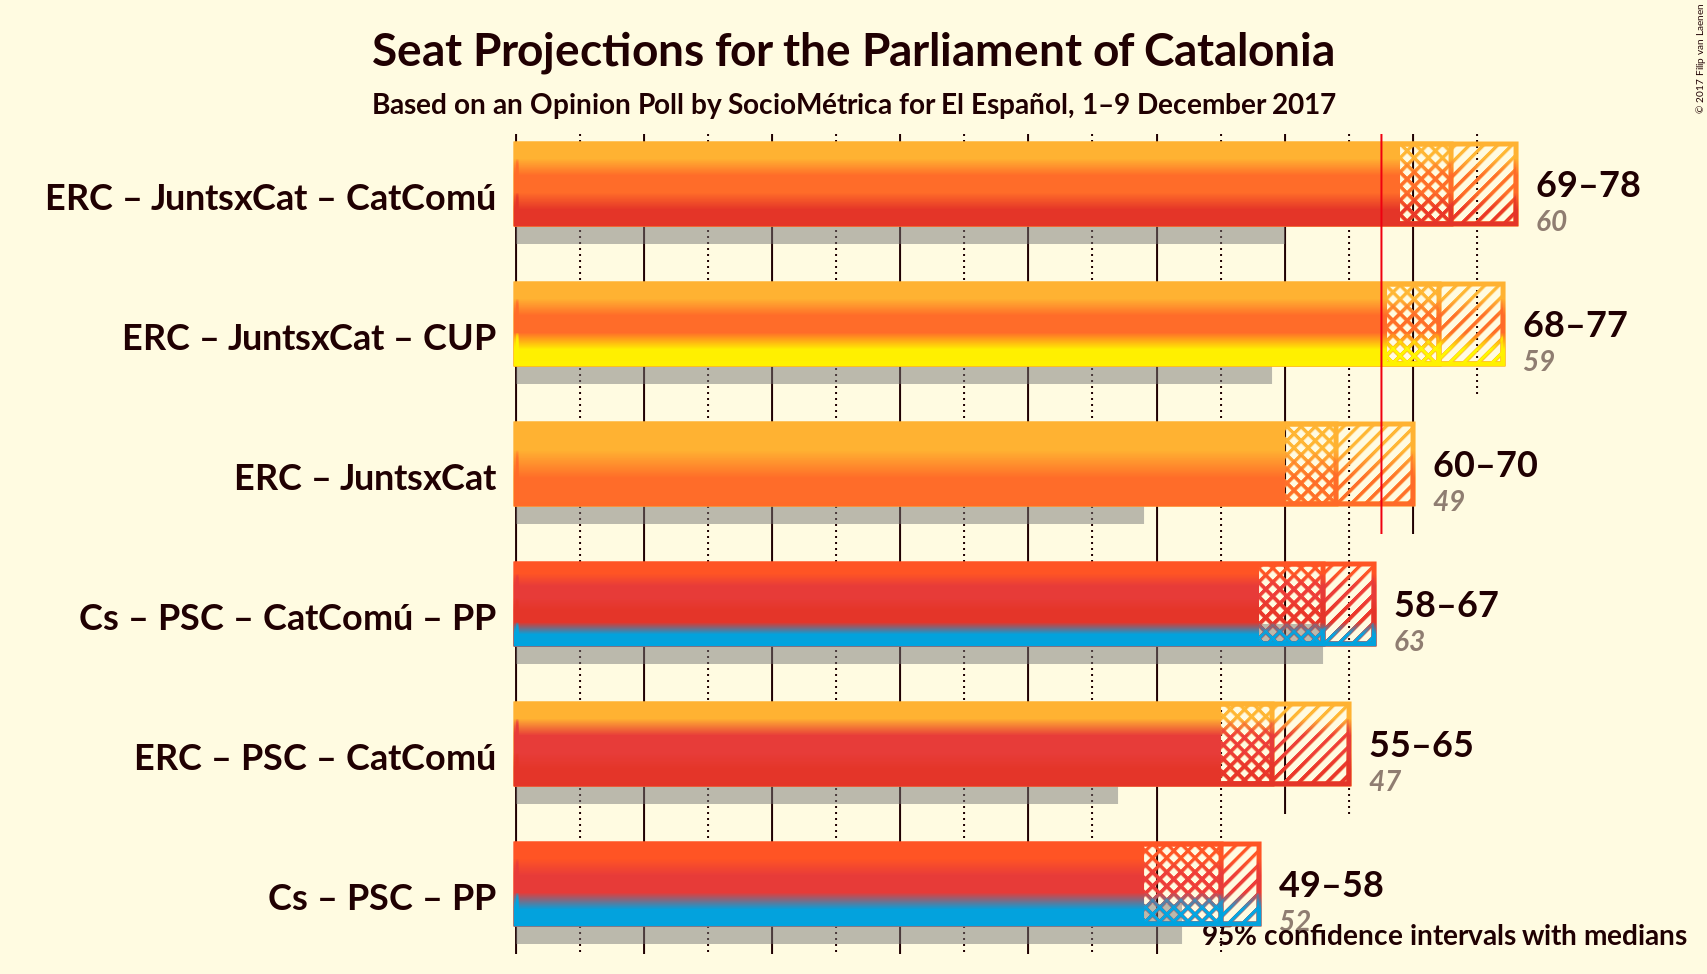 Seat Projections for the Parliament of Catalonia
Based on an Opinion Poll by SocioMétrica for El Español, 1–9 December 2017
© 2017 Filip van Laenen
ERC – JuntsxCat – CatComú
69–78
60
ERC – JuntsxCat – CUP
68–77
59
ERC – JuntsxCat
60–70
49
Cs – PSC – CatComú – PP
58–67
63
ERC – PSC – CatComú
55–65
47
Cs – PSC – PP
49–58
52
95% confidence intervals with medians